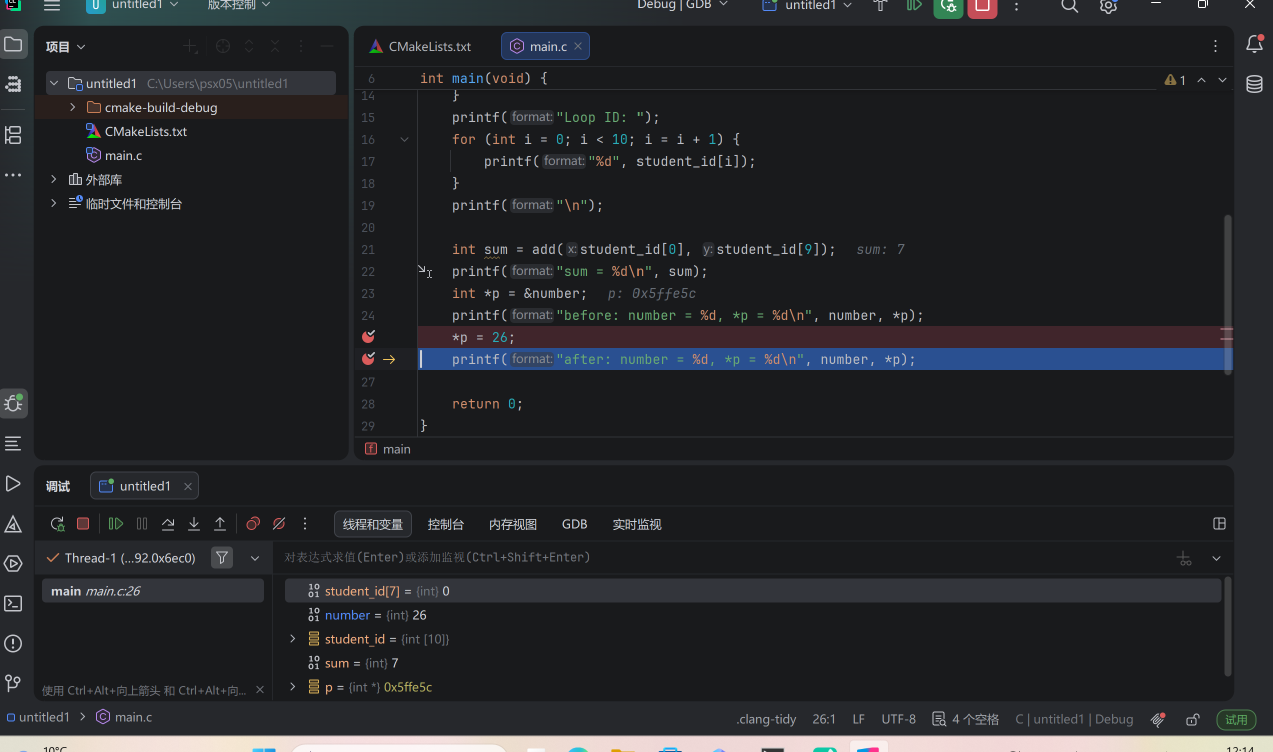 U untitled1 版本控制 Debug | GDB untitled1
项目
untitled1 C:\Users\psx05\untitled1
cmake-build-debug
CMakeLists.txt
main.c
外部库
临时文件和控制台
CMakeLists.txt main.c
6 int main(void) {
1
14 }
15 printf(format: "Loop ID: ");
16 for (int i = 0; i < 10; i = i + 1) {
17 printf(format: "%d", student_id[i]);
18 }
19 printf(format: "\n");
20
21 int sum = add(x: student_id[0], y: student_id[9]); sum: 7
22 printf(format: "sum = %d\n", sum);
23 int *p = &number; p: 0x5ffe5c
24 printf(format: "before: number = %d, *p = %d\n", number, *p);
*p = 26;
printf(format: "after: number = %d, *p = %d\n", number, *p);
27
28 return 0;
29 }
f main
调试 untitled1
线程和变量 控制台 内存视图 GDB 实时监视
Thread-1 (...92.0x6ec0)
对表达式求值(Enter)或添加监视(Ctrl+Shift+Enter)
main main.c:26
student_id[7] = {int} 0
number = {int} 26
student_id = {int [10]}
sum = {int} 7
p = {int *} 0x5ffe5c
使用 Ctrl+Alt+向上箭头 和 Ctrl+Alt+向...
untitled1 main.c
.clang-tidy 26:1 LF UTF-8 4 个空格 C | untitled1 | Debug 试用
10°C 12:14